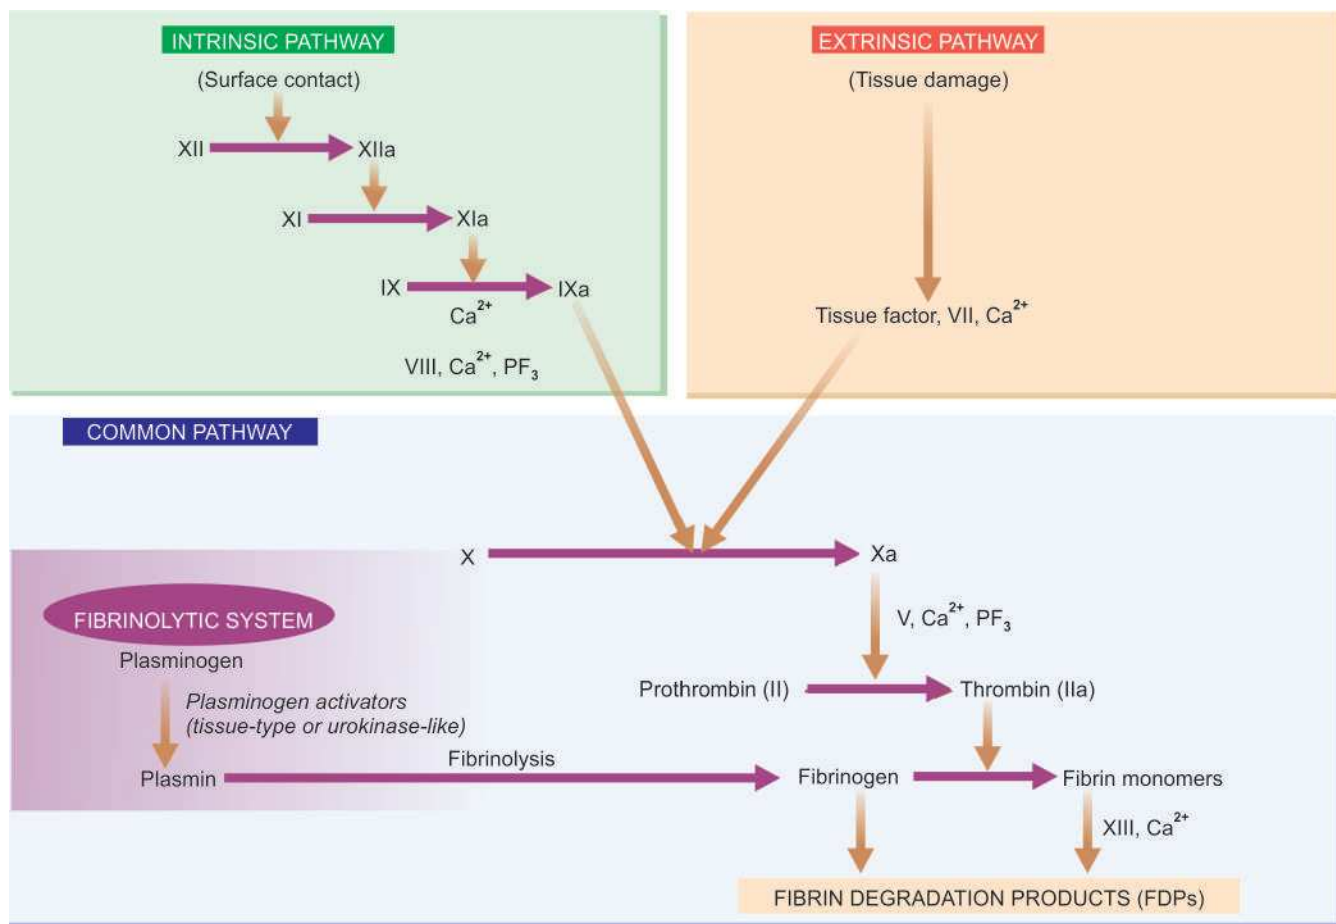 INTRINSIC PATHWAY
(Surface contact)
XII
XIIa
XI
XIa
IX
IXa
Ca²⁺
VIII, Ca²⁺, PF₃
EXTRINSIC PATHWAY
(Tissue damage)
Tissue factor, VII, Ca²⁺
COMMON PATHWAY
X
Xa
V, Ca²⁺, PF₃
Prothrombin (II)
Thrombin (IIa)
FIBRINOLYTIC SYSTEM
Plasminogen
Plasminogen activators
(tissue-type or urokinase-like)
Plasmin
Fibrinolysis
Fibrinogen
Fibrin monomers
XIII, Ca²⁺
FIBRIN DEGRADATION PRODUCTS (FDPs)